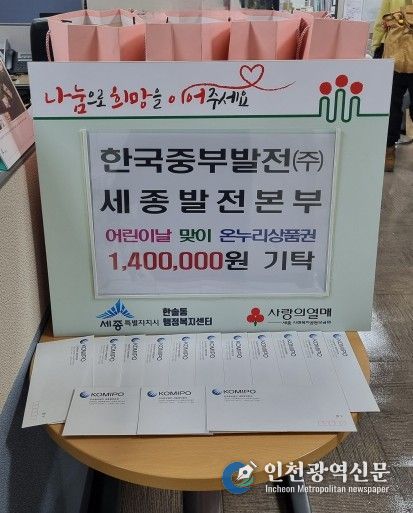 나눔으로 희망을 이어주세요
한국중부발전(주)
세종발전본부
어린이날 맞이 온누리상품권
1,400,000원 기탁
세종특별자치시 한솔동 행정복지센터
사랑의열매
KOMIPO
KOMIPO
KOMIPO
인천광역신문
Incheon Metropolitan newspaper